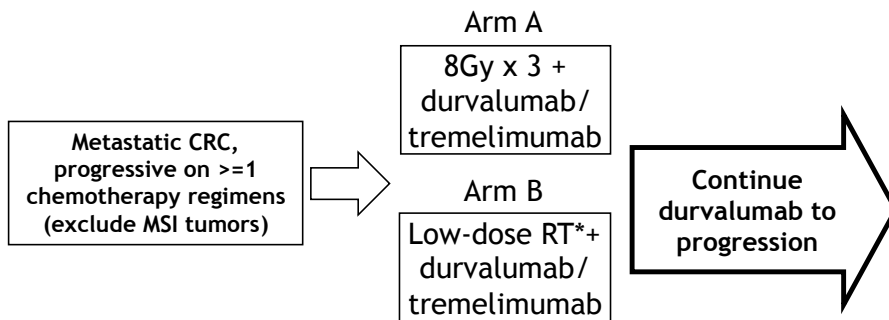 Metastatic CRC,
progressive on >=1
chemotherapy regimens
(exclude MSI tumors)
Arm A
8Gy x 3 +
durvalumab/
tremelimumab
Arm B
Low-dose RT*+
durvalumab/
tremelimumab
Continue
durvalumab to
progression